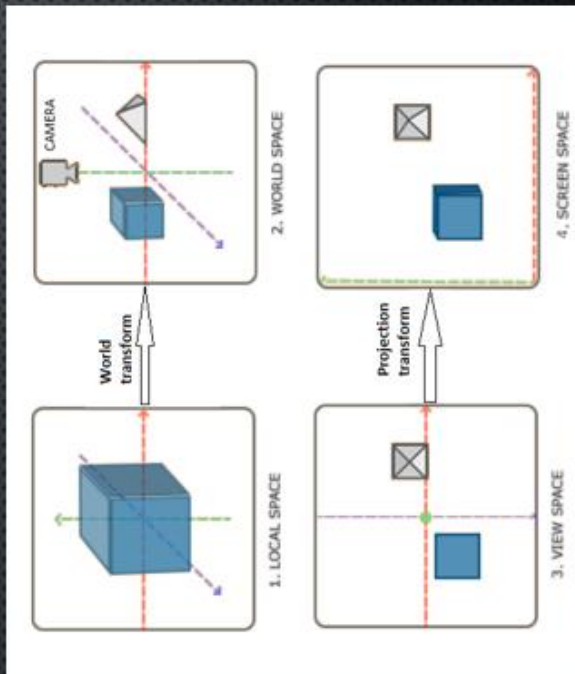 World
transform
CAMERA
1. LOCAL SPACE
2. WORLD SPACE
Projection
transform
3. VIEW SPACE
4. SCREEN SPACE